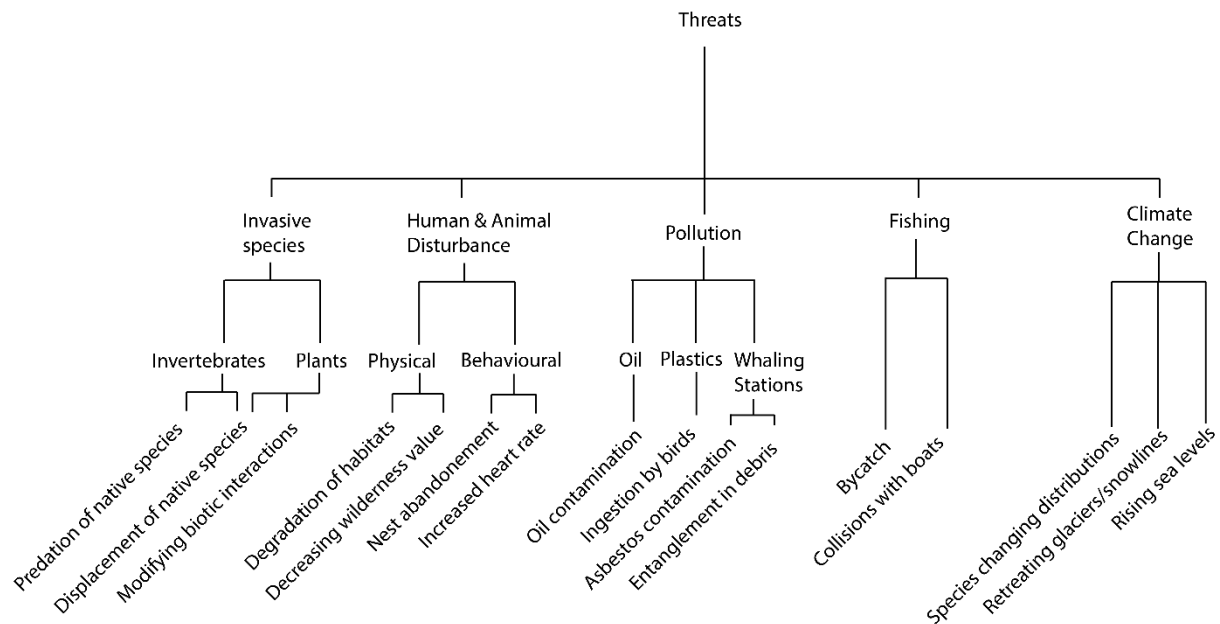 Threats
Invasive
species
Human & Animal
Disturbance
Pollution
Fishing
Climate
Change
Invertebrates
Plants
Physical
Behavioural
Oil
Plastics
Whaling
Stations
Predation of native species
Displacement of native species
Modifying biotic interactions
Degradation of habitats
Decreasing wilderness value
Nest abandonement
Increased heart rate
Oil contamination
Ingestion by birds
Asbestos contamination
Entanglement in debris
Bycatch
Collisions with boats
Species changing distributions
Retreating glaciers/snowlines
Rising sea levels